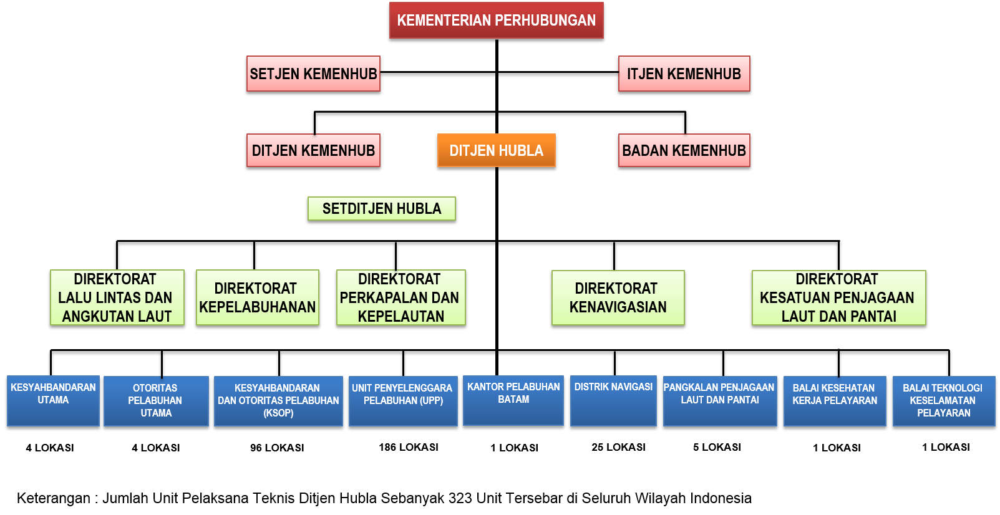 KEMENTERIAN PERHUBUNGAN
SETJEN KEMENHUB
ITJEN KEMENHUB
DITJEN KEMENHUB
DITJEN HUBLA
BADAN KEMENHUB
SETDITJEN HUBLA
DIREKTORAT
LALU LINTAS DAN
ANGKUTAN LAUT
DIREKTORAT
KEPELABUHANAN
DIREKTORAT
PERKAPALAN DAN
KEPELAUTAN
DIREKTORAT
KENAVIGASIAN
DIREKTORAT
KESATUAN PENJAGAAN
LAUT DAN PANTAI
KESYAHBANDARAN
UTAMA
OTORITAS
PELABUHAN
UTAMA
KESYAHBANDARAN
DAN OTORITAS PELABUHAN
(KSOP)
UNIT PENYELENGGARA
PELABUHAN (UPP)
KANTOR PELABUHAN
BATAM
DISTRIK NAVIGASI
PANGKALAN PENJAGAAN
LAUT DAN PANTAI
BALAI KESEHATAN
KERJA PELAYARAN
BALAI TEKNOLOGI
KESELAMATAN
PELAYARAN
4 LOKASI
4 LOKASI
96 LOKASI
186 LOKASI
1 LOKASI
25 LOKASI
5 LOKASI
1 LOKASI
1 LOKASI
Keterangan : Jumlah Unit Pelaksana Teknis Ditjen Hubla Sebanyak 323 Unit Tersebar di Seluruh Wilayah Indonesia